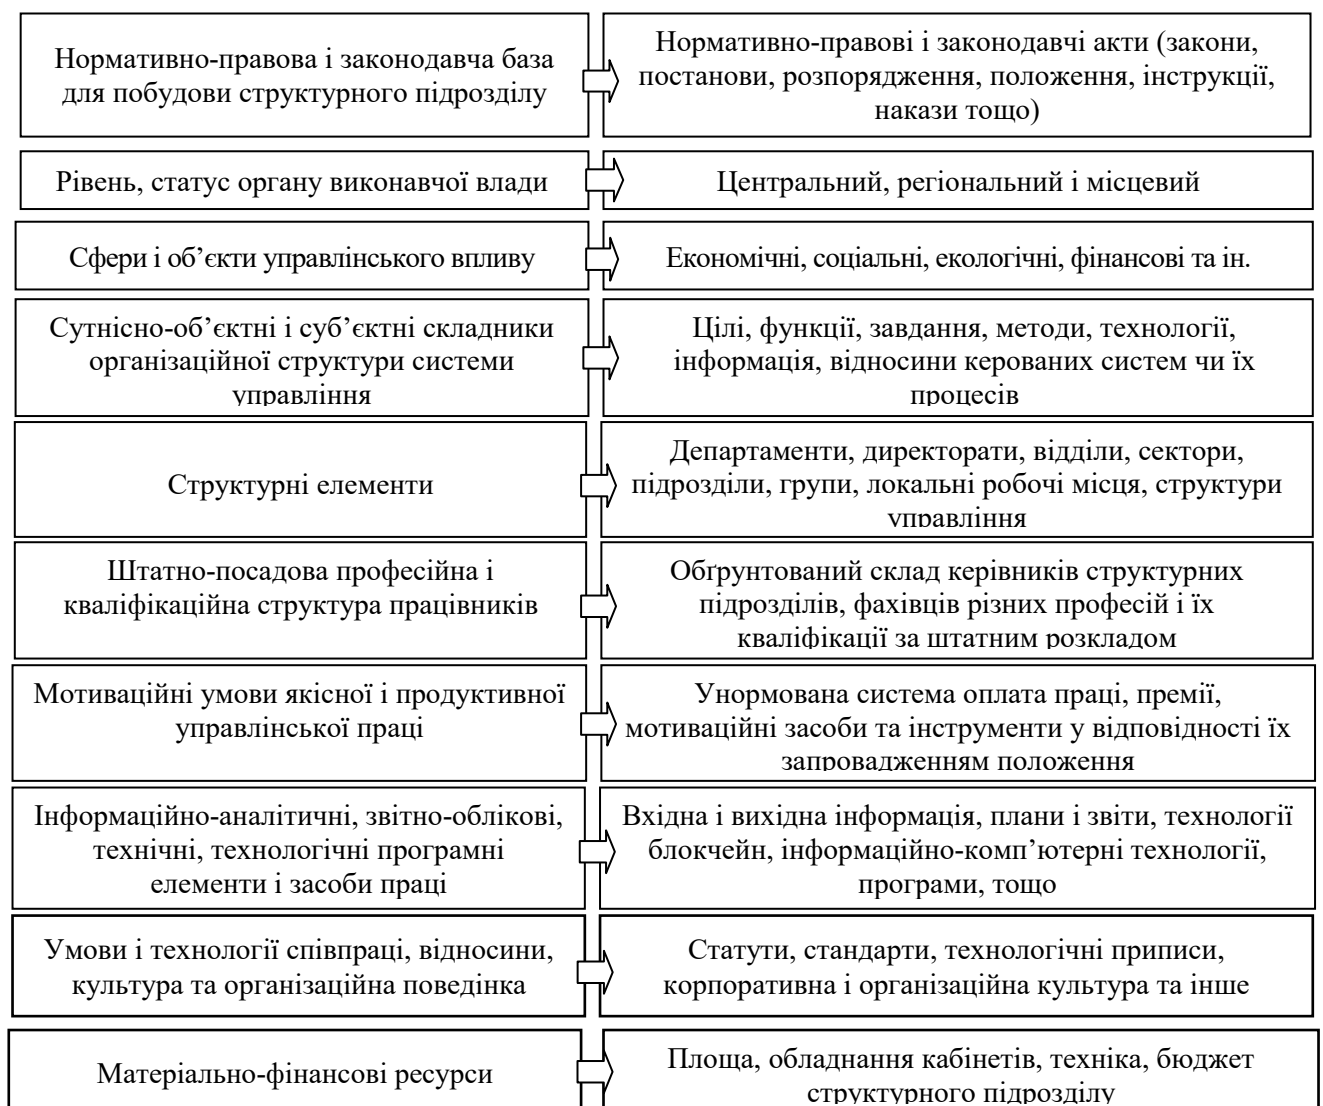 Нормативно-правова і законодавча база
для побудови структурного підрозділу
Нормативно-правові і законодавчі акти (закони,
постанови, розпорядження, положення, інструкції,
накази тощо)
Рівень, статус органу виконавчої влади
Центральний, регіональний і місцевий
Сфери і об’єкти управлінського впливу
Економічні, соціальні, екологічні, фінансові та ін.
Сутнісно-об’єктні і суб’єктні складники
організаційної структури системи
управління
Цілі, функції, завдання, методи, технології,
інформація, відносини керованих систем чи їх
процесів
Структурні елементи
Департаменти, директорати, відділи, сектори,
підрозділи, групи, локальні робочі місця, структури
управління
Штатно-посадова професійна і
кваліфікаційна структура працівників
Обґрунтований склад керівників структурних
підрозділів, фахівців різних професій і їх
кваліфікації за штатним розкладом
Мотиваційні умови якісної і продуктивної
управлінської праці
Унормована система оплата праці, премії,
мотиваційні засоби та інструменти у відповідності їх
запровадженням положення
Інформаційно-аналітичні, звітно-облікові,
технічні, технологічні програмні
елементи і засоби праці
Вхідна і вихідна інформація, плани і звіти, технології
блокчейн, інформаційно-комп’ютерні технології,
програми, тощо
Умови і технології співпраці, відносини,
культура та організаційна поведінка
Статути, стандарти, технологічні приписи,
корпоративна і організаційна культура та інше
Матеріально-фінансові ресурси
Площа, обладнання кабінетів, техніка, бюджет
структурного підрозділу